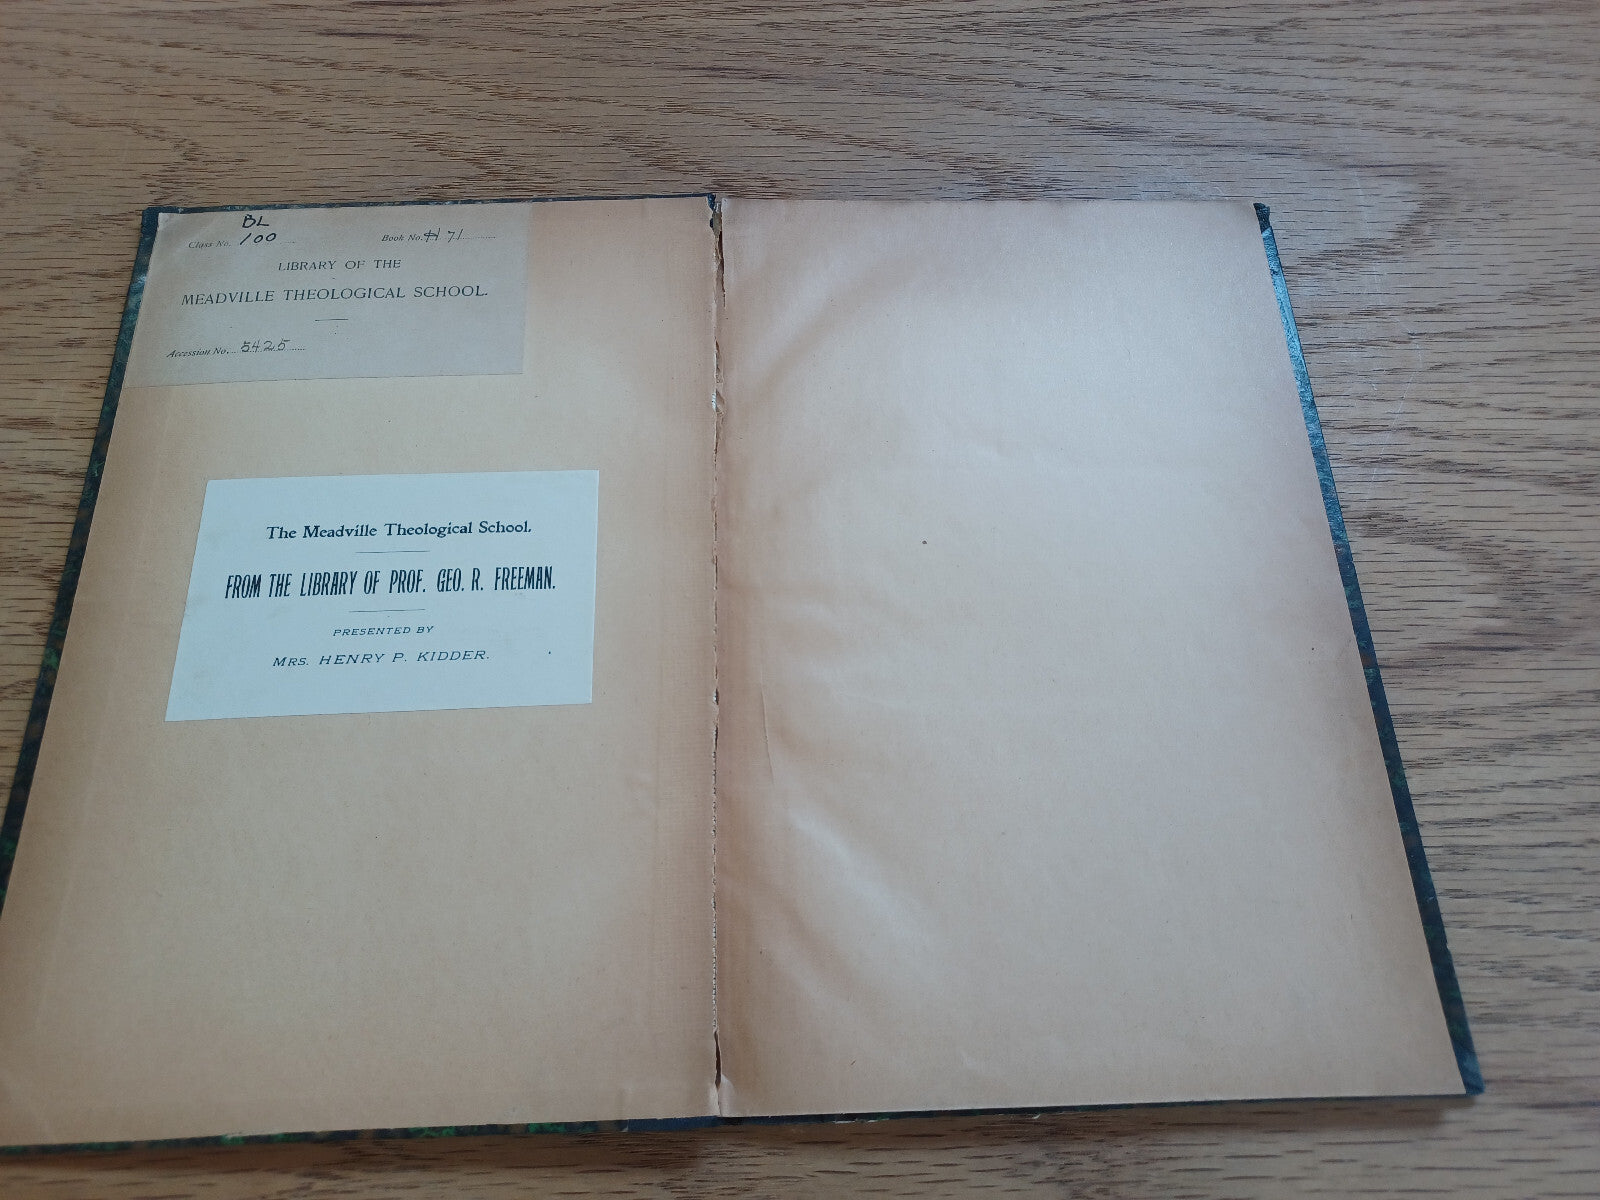 BL
Class No. 100 Book No. H 71
LIBRARY OF THE
MEADVILLE THEOLOGICAL SCHOOL.
Accession No. 5425
The Meadville Theological School.
FROM THE LIBRARY OF PROF. GEO. R. FREEMAN.
PRESENTED BY
MRS. HENRY P. KIDDER.